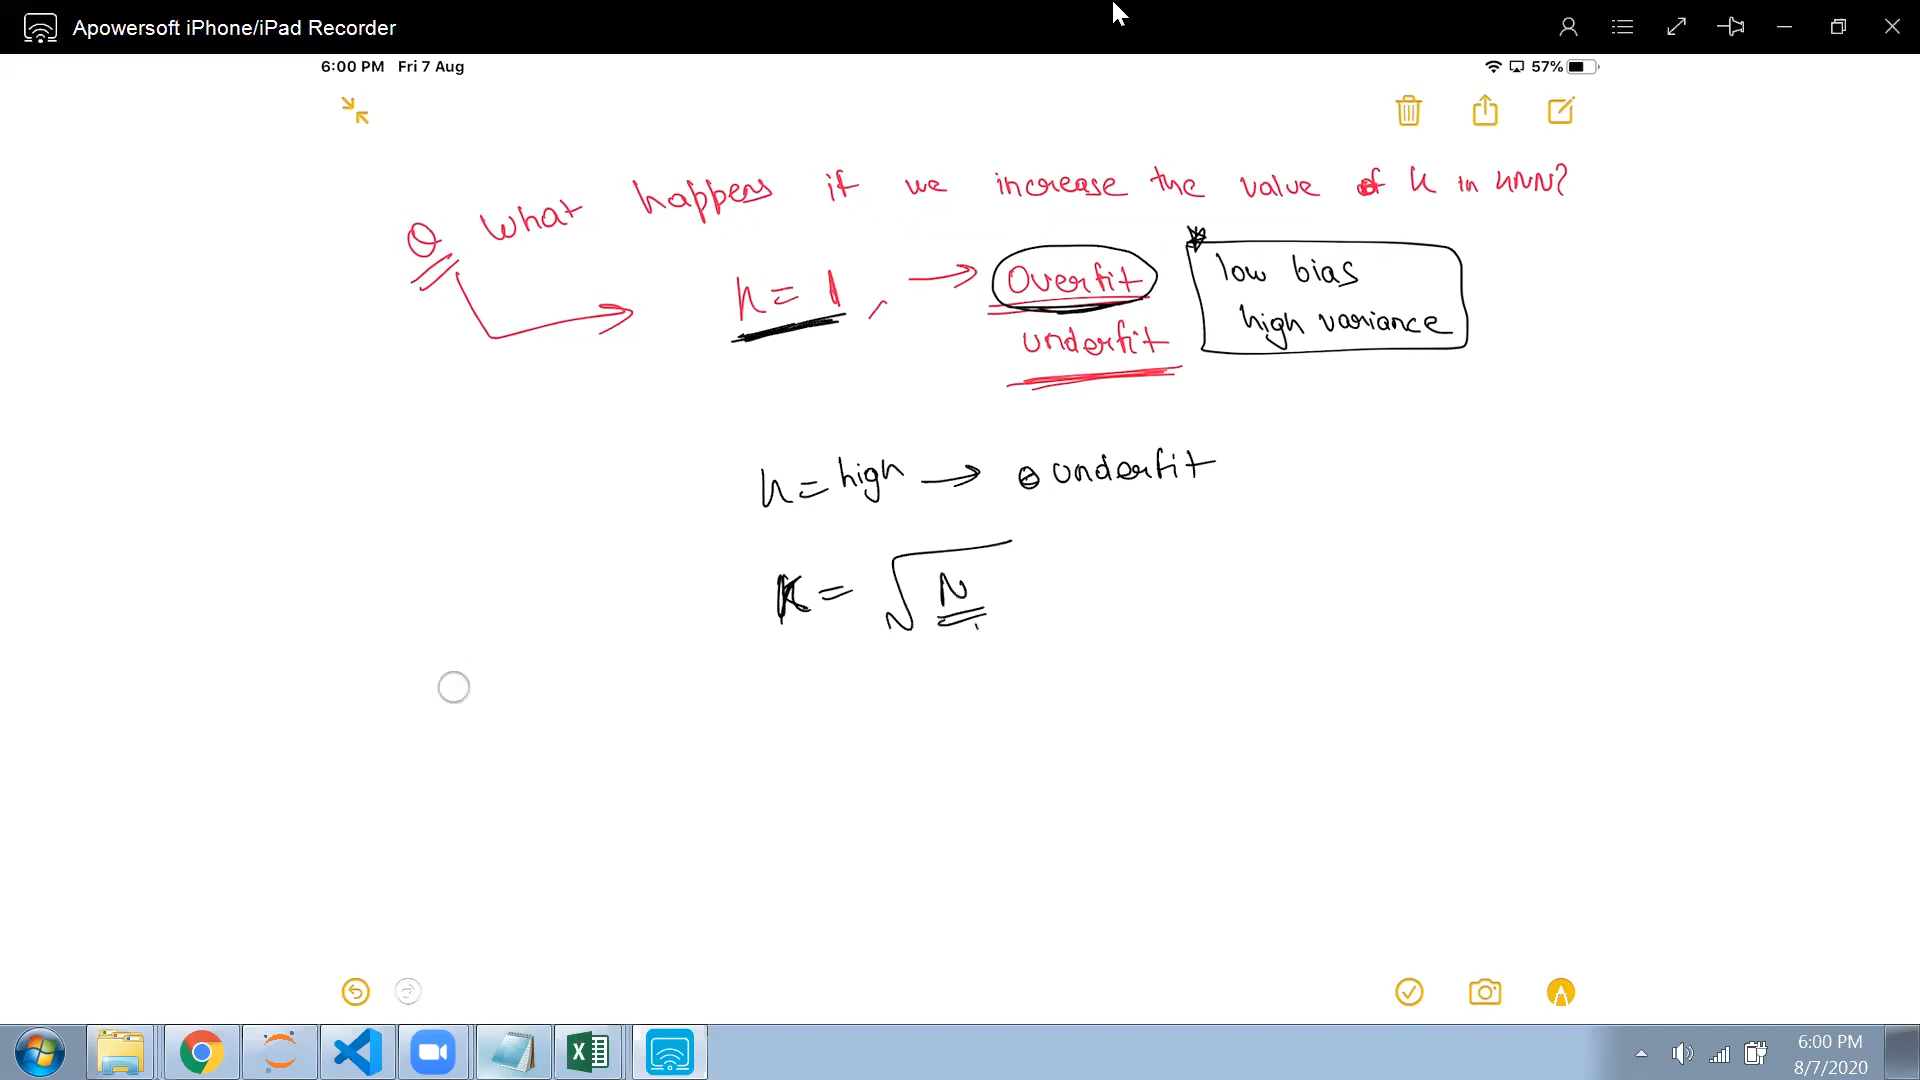 Apowersoft iPhone/iPad Recorder
6:00 PM Fri 7 Aug
57%
Q What happens if we increase the value of K in KNN?
K = 1 → Overfit
underfit
low bias
high variance
K = high → underfit
K = √N
6:00 PM
8/7/2020